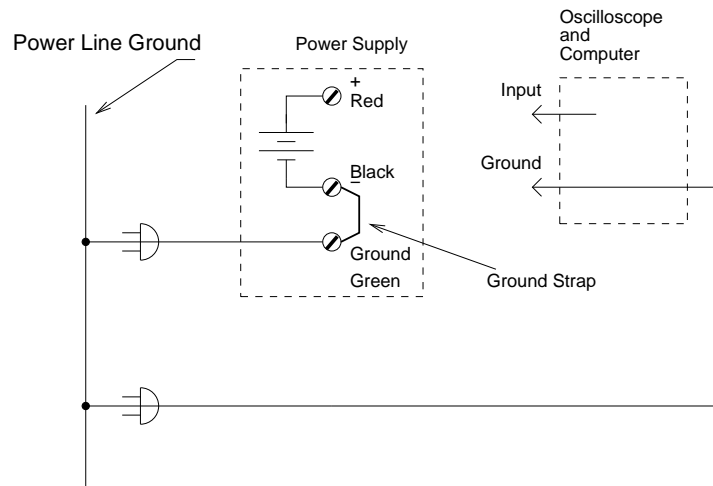 Power Line Ground
Power Supply
Oscilloscope
and
Computer
+
Red
Input
Ground
Black
−
Ground
Green
Ground Strap